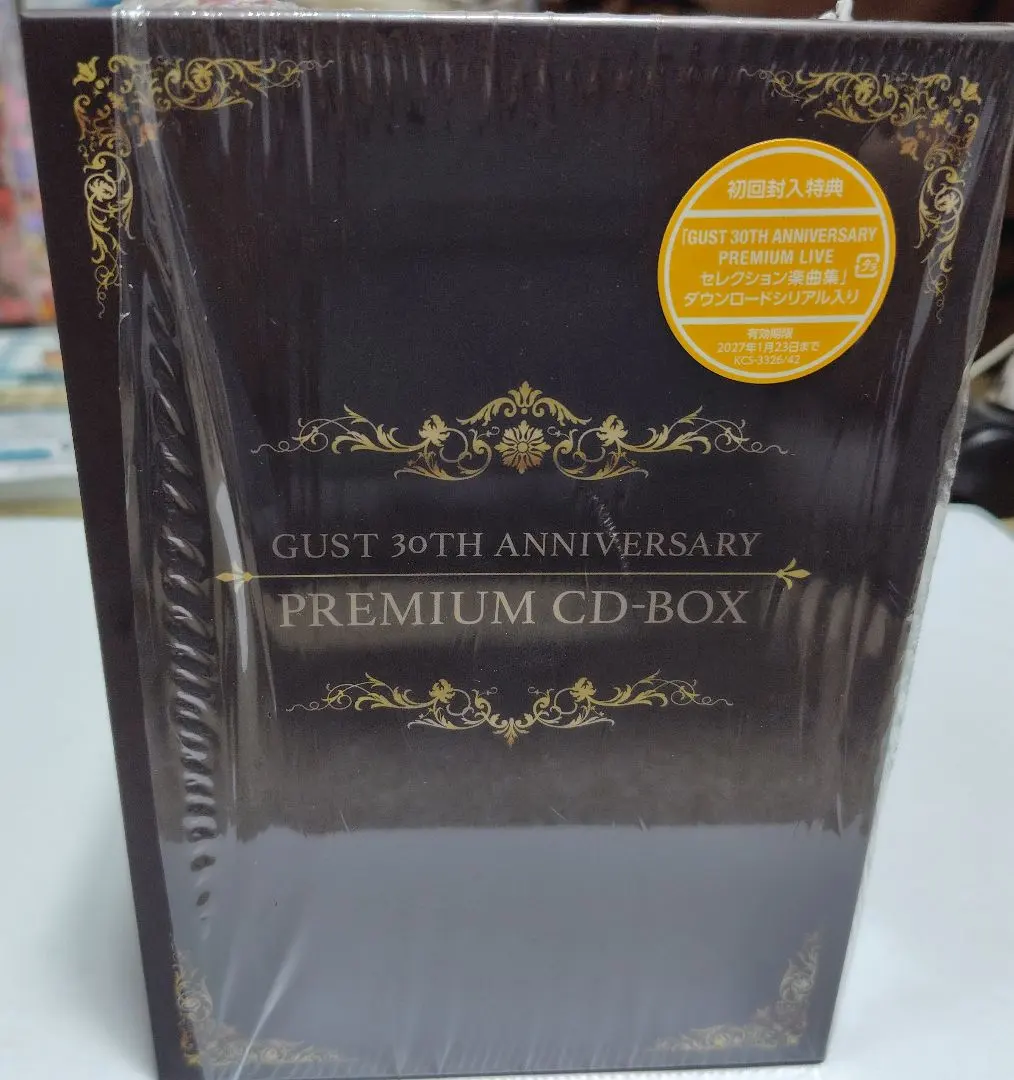 初回封入特典
「GUST 30TH ANNIVERSARY
PREMIUM LIVE
セレクション楽曲集」
ダウンロードシリアル入り
プラ
有効期限
2027年1月23日まで
KCS-3326/42
GUST 30TH ANNIVERSARY
PREMIUM CD-BOX